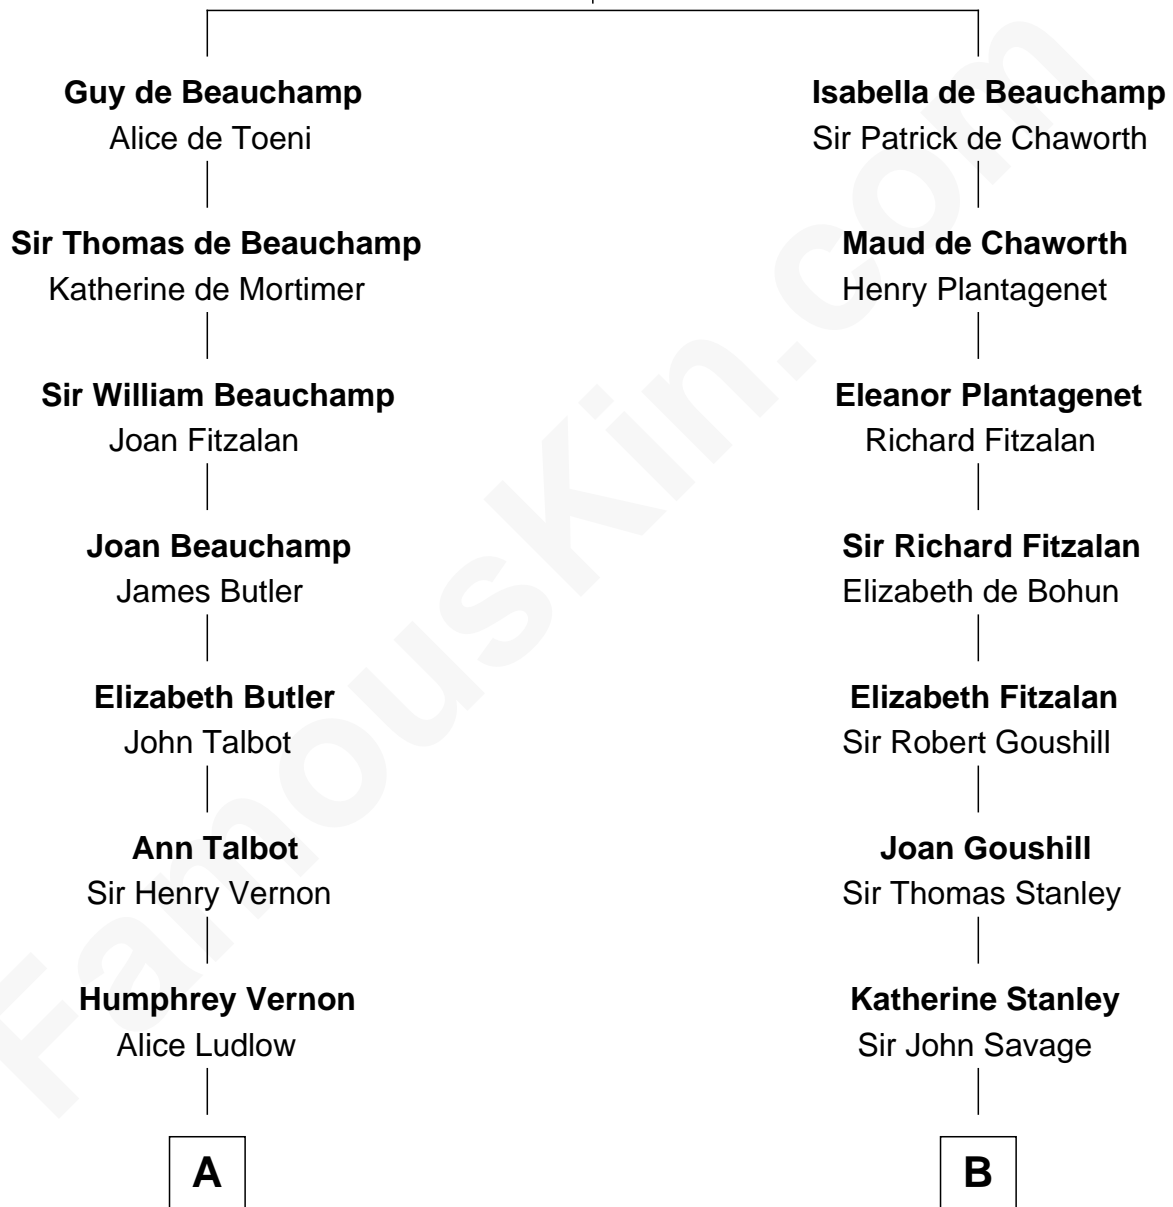 Guy de Beauchamp
Alice de Toeni
Isabella de Beauchamp
Sir Patrick de Chaworth
Sir Thomas de Beauchamp
Katherine de Mortimer
Maud de Chaworth
Henry Plantagenet
Sir William Beauchamp
Joan Fitzalan
Eleanor Plantagenet
Richard Fitzalan
Joan Beauchamp
James Butler
Sir Richard Fitzalan
Elizabeth de Bohun
Elizabeth Butler
John Talbot
Elizabeth Fitzalan
Sir Robert Goushill
Ann Talbot
Sir Henry Vernon
Joan Goushill
Sir Thomas Stanley
Humphrey Vernon
Alice Ludlow
Katherine Stanley
Sir John Savage
A
B
FamousKin.com